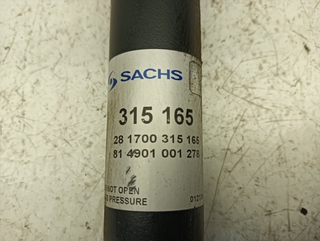 SACHS
315 165
28 1700 315 165
81 4901 001 278
NOT OPEN
PRESSURE